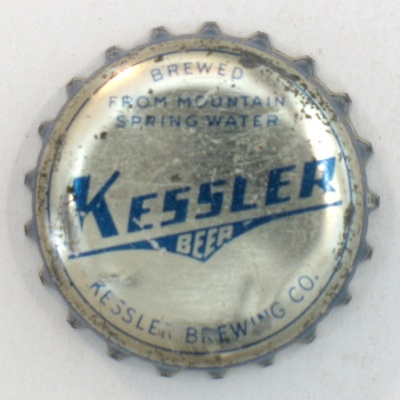 BREWED
FROM MOUNTAIN
SPRING WATER
KESSLER
BEER
KESSLER BREWING CO.